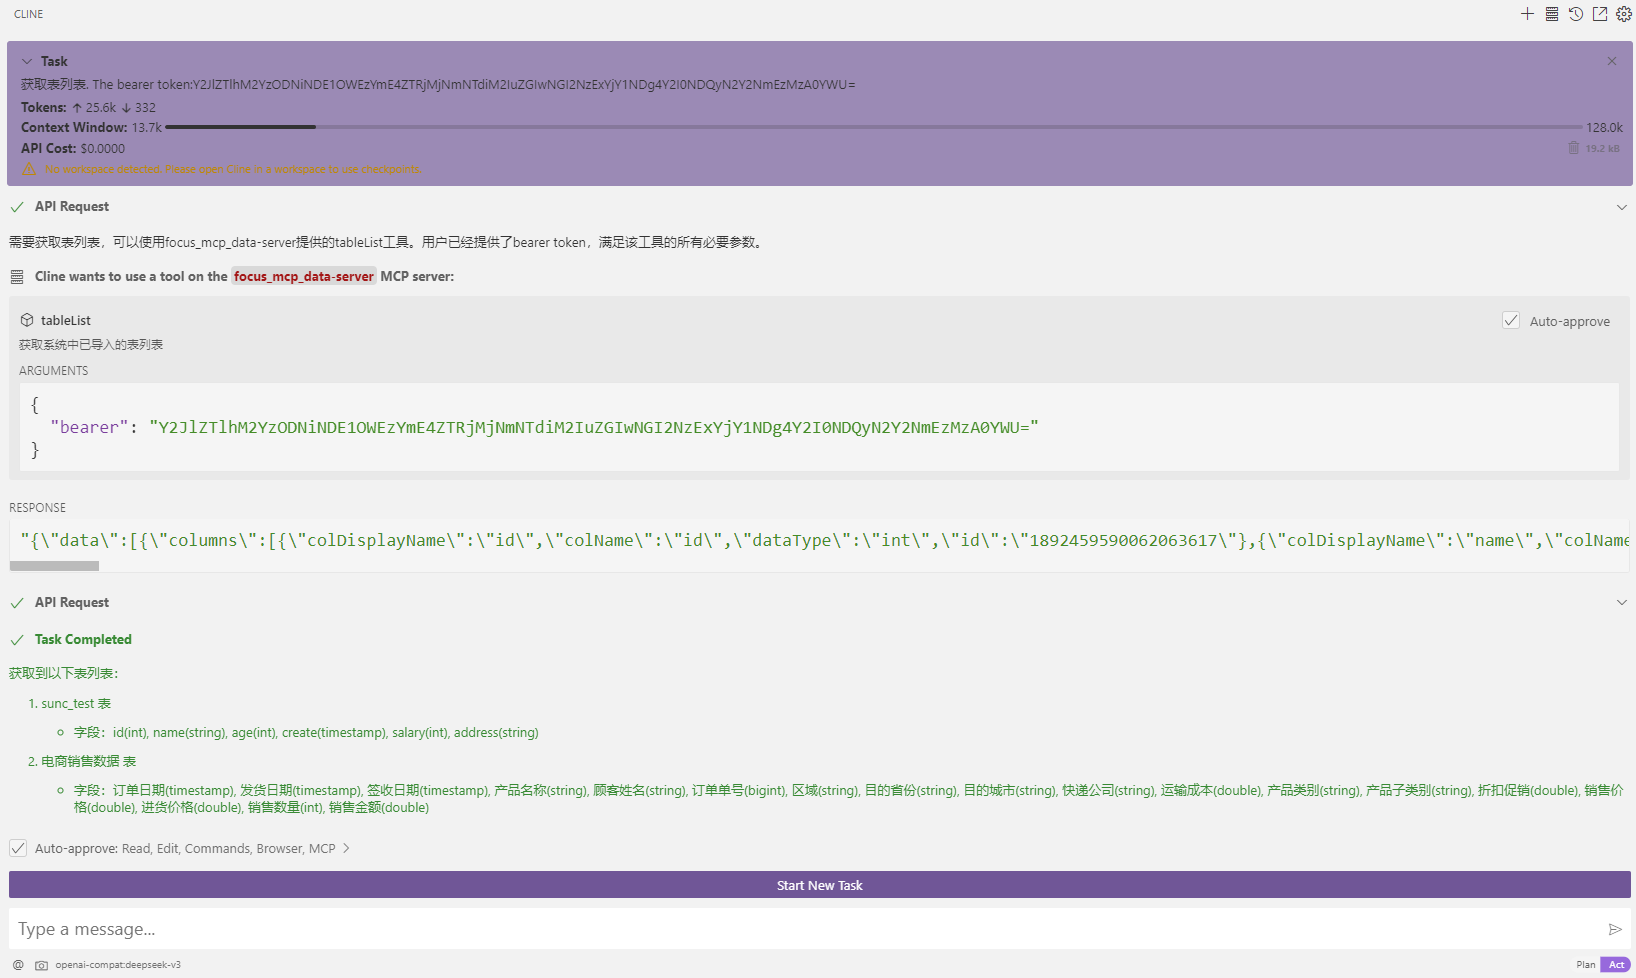 CLINE
Task
获取表列表. The bearer token:Y2JlZTlhM2YzODNiNDE1OWEzYmE4ZTRjMjNmNTdiM2IuZGIwNGI2NzExYjY1NDg4Y2I0NDQyN2Y2NmEzMzA0YWU=
Tokens: ↑ 25.6k ↓ 332
Context Window: 13.7k 128.0k
API Cost: $0.0000 19.2 kB
No workspace detected. Please open Cline in a workspace to use checkpoints.
API Request
需要获取表列表，可以使用focus_mcp_data-server提供的tableList工具。用户已经提供了bearer token，满足该工具的所有必要参数。
Cline wants to use a tool on the focus_mcp_data-server MCP server:
tableList Auto-approve
获取系统中已导入的表列表
ARGUMENTS
{
"bearer": "Y2JlZTlhM2YzODNiNDE1OWEzYmE4ZTRjMjNmNTdiM2IuZGIwNGI2NzExYjY1NDg4Y2I0NDQyN2Y2NmEzMzA0YWU="
}
RESPONSE
"{\"data\":[{\"columns\":[{\"colDisplayName\":\"id\",\"colName\":\"id\",\"dataType\":\"int\",\"id\":\"1892459590062063617\"},{\"colDisplayName\":\"name\",\"colName
API Request
Task Completed
获取到以下表列表：
1. sunc_test 表
字段：id(int), name(string), age(int), create(timestamp), salary(int), address(string)
2. 电商销售数据 表
字段：订单日期(timestamp), 发货日期(timestamp), 签收日期(timestamp), 产品名称(string), 顾客姓名(string), 订单单号(bigint), 区域(string), 目的省份(string), 目的城市(string), 快递公司(string), 运输成本(double), 产品类别(string), 产品子类别(string), 折扣促销(double), 销售价
格(double), 进货价格(double), 销售数量(int), 销售金额(double)
Auto-approve: Read, Edit, Commands, Browser, MCP
Start New Task
Type a message...
@ openai-compat:deepseek-v3 Plan Act